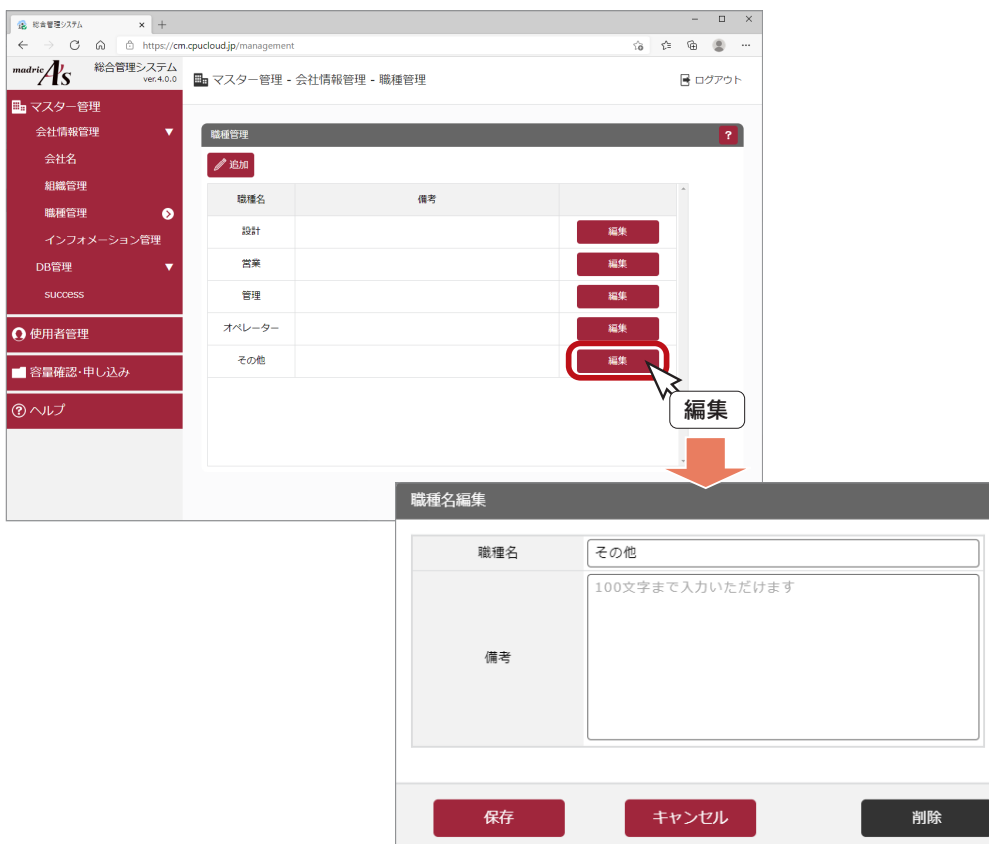 総合管理システム
https://cm.cpucloud.jp/management
madric A's 総合管理システム
ver.4.0.0
マスター管理 - 会社情報管理 - 職種管理
ログアウト
マスター管理
会社情報管理 ▼
会社名
組織管理
職種管理
インフォメーション管理
DB管理 ▼
success
使用者管理
容量確認・申し込み
? ヘルプ
職種管理 ?
追加
職種名 備考
設計 編集
営業 編集
管理 編集
オペレーター 編集
その他 編集
編集
職種名編集
職種名 その他
備考 100文字まで入力いただけます
保存 キャンセル 削除